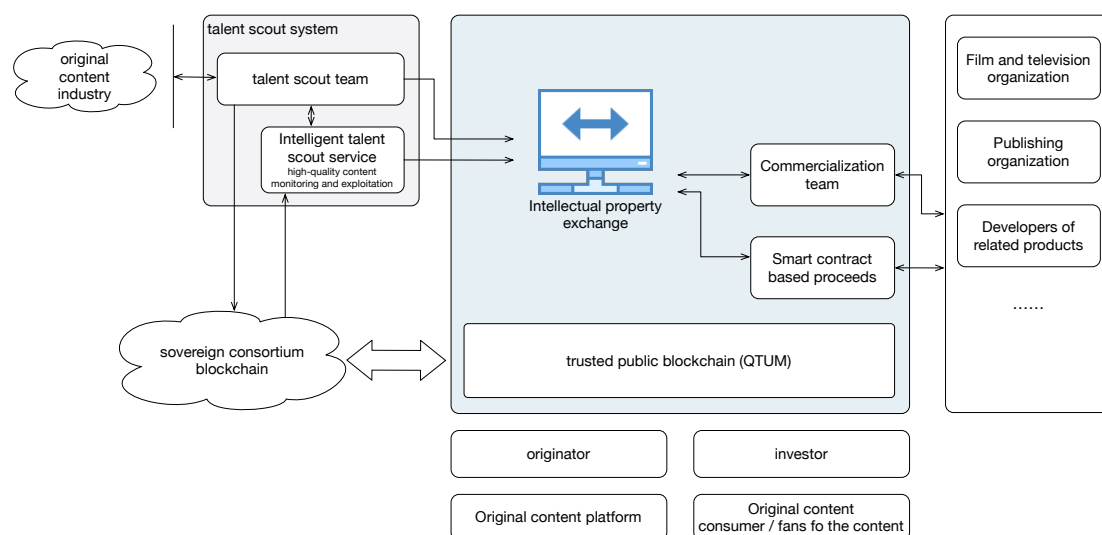 talent scout system
original
content
industry
talent scout team
Intelligent talent
scout service
high-quality content
monitoring and exploitation
Intellectual property
exchange
Commercialization
team
Smart contract
based proceeds
Film and television
organization
Publishing
organization
Developers of
related products
......
sovereign consortium
blockchain
trusted public blockchain (QTUM)
originator
investor
Original content platform
Original content
consumer / fans fo the content